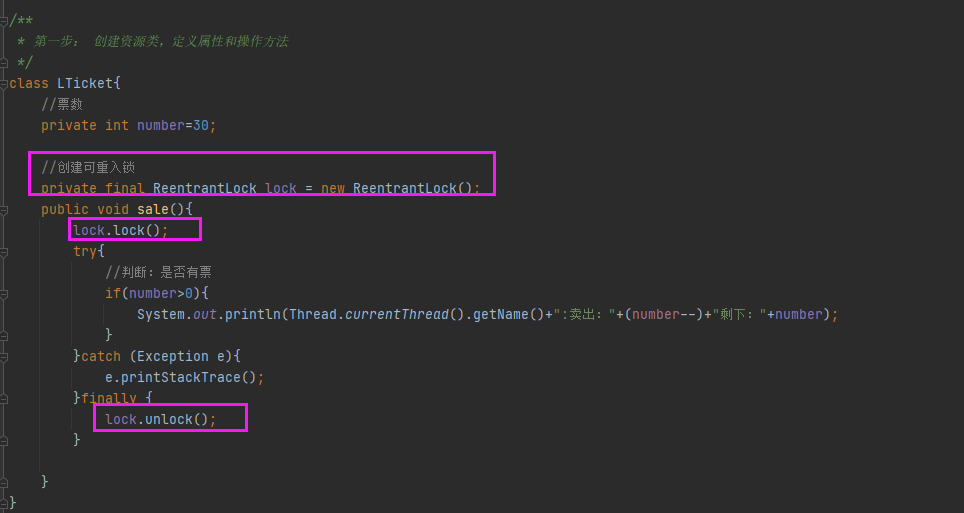 /**
 * 第一步： 创建资源类，定义属性和操作方法
 */
class LTicket{
    //票数
    private int number=30;
    //创建可重入锁
    private final ReentrantLock lock = new ReentrantLock();
    public void sale(){
        lock.lock();
        try{
            //判断：是否有票
            if(number>0){
                System.out.println(Thread.currentThread().getName()+":卖出："+(number--)+"剩下："+number);
            }
        }catch (Exception e){
            e.printStackTrace();
        }finally {
            lock.unlock();
        }
    }
}